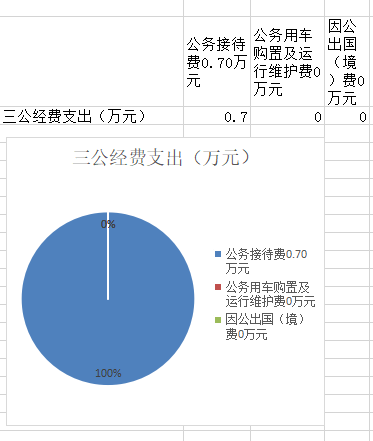 公务接待
费0.70万
元
公务用车
购置及运
行维护费0
万元
因公
出国
（境
）费0
万元
三公经费支出（万元） 0.7 0 0
三公经费支出（万元）
0%
100%
公务接待费0.70
万元
公务用车购置及
运行维护费0万元
因公出国（境）
费0万元